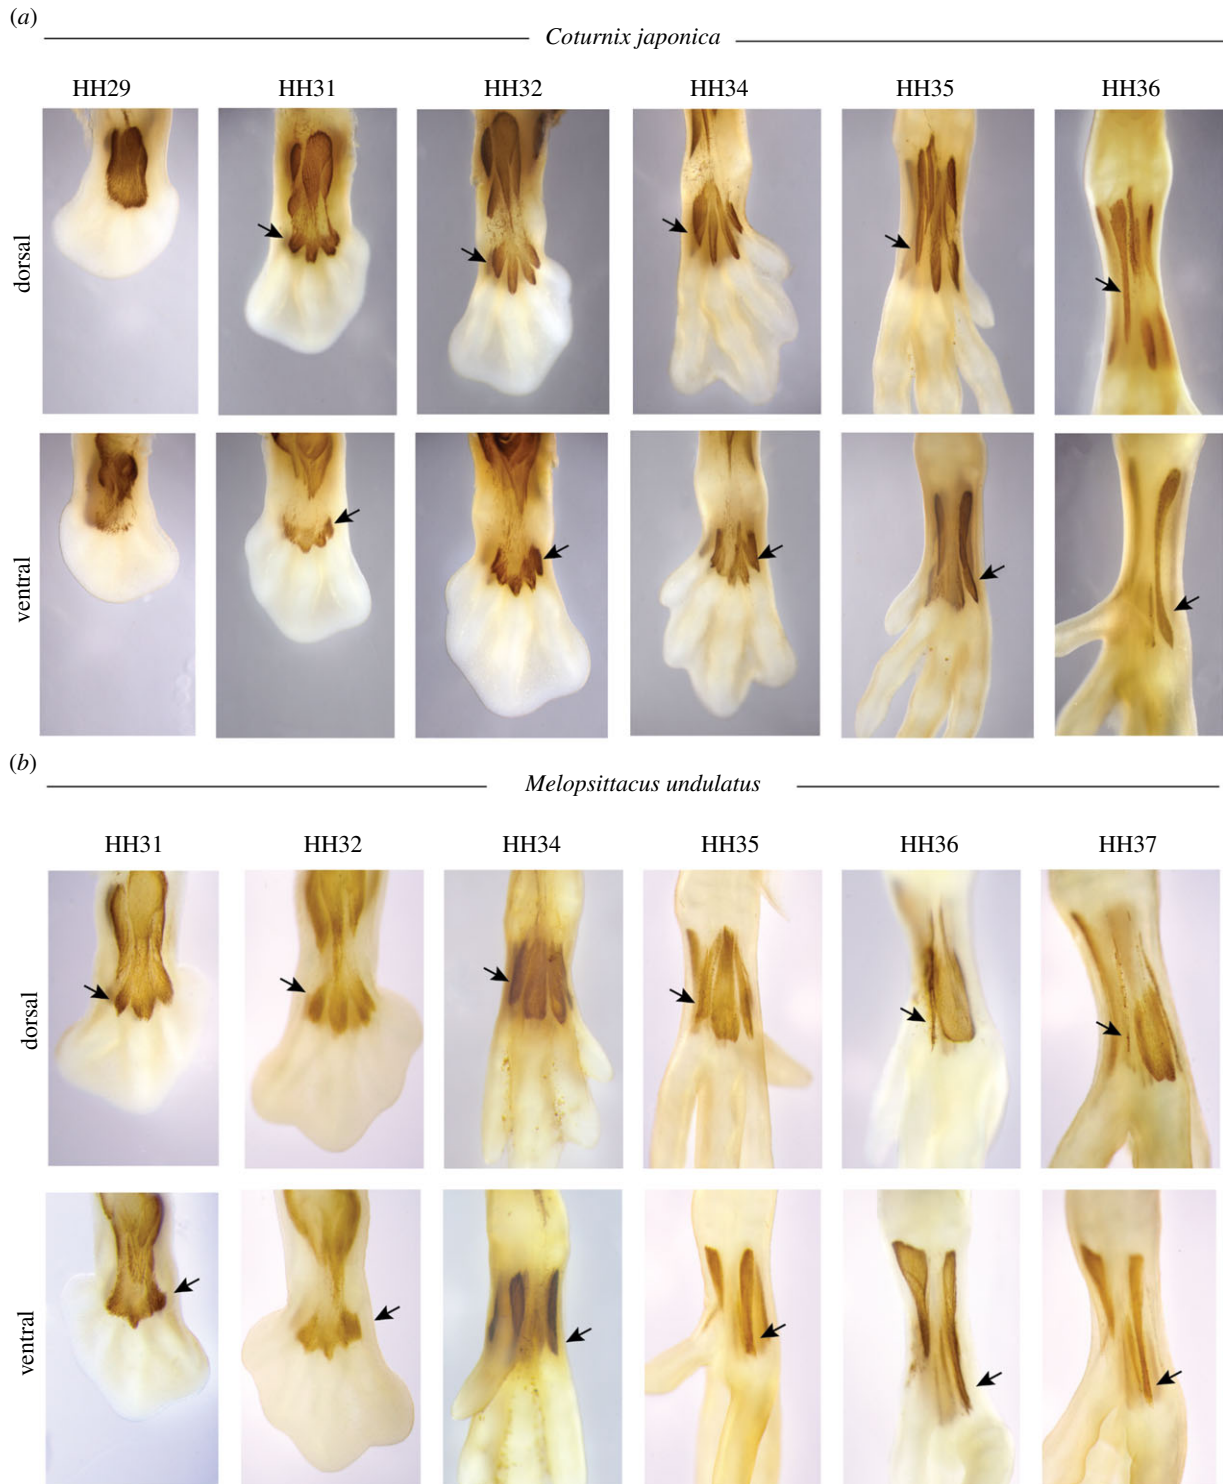 (a)
Coturnix japonica
HH29 HH31 HH32 HH34 HH35 HH36
dorsal
ventral
(b)
Melopsittacus undulatus
HH31 HH32 HH34 HH35 HH36 HH37
dorsal
ventral